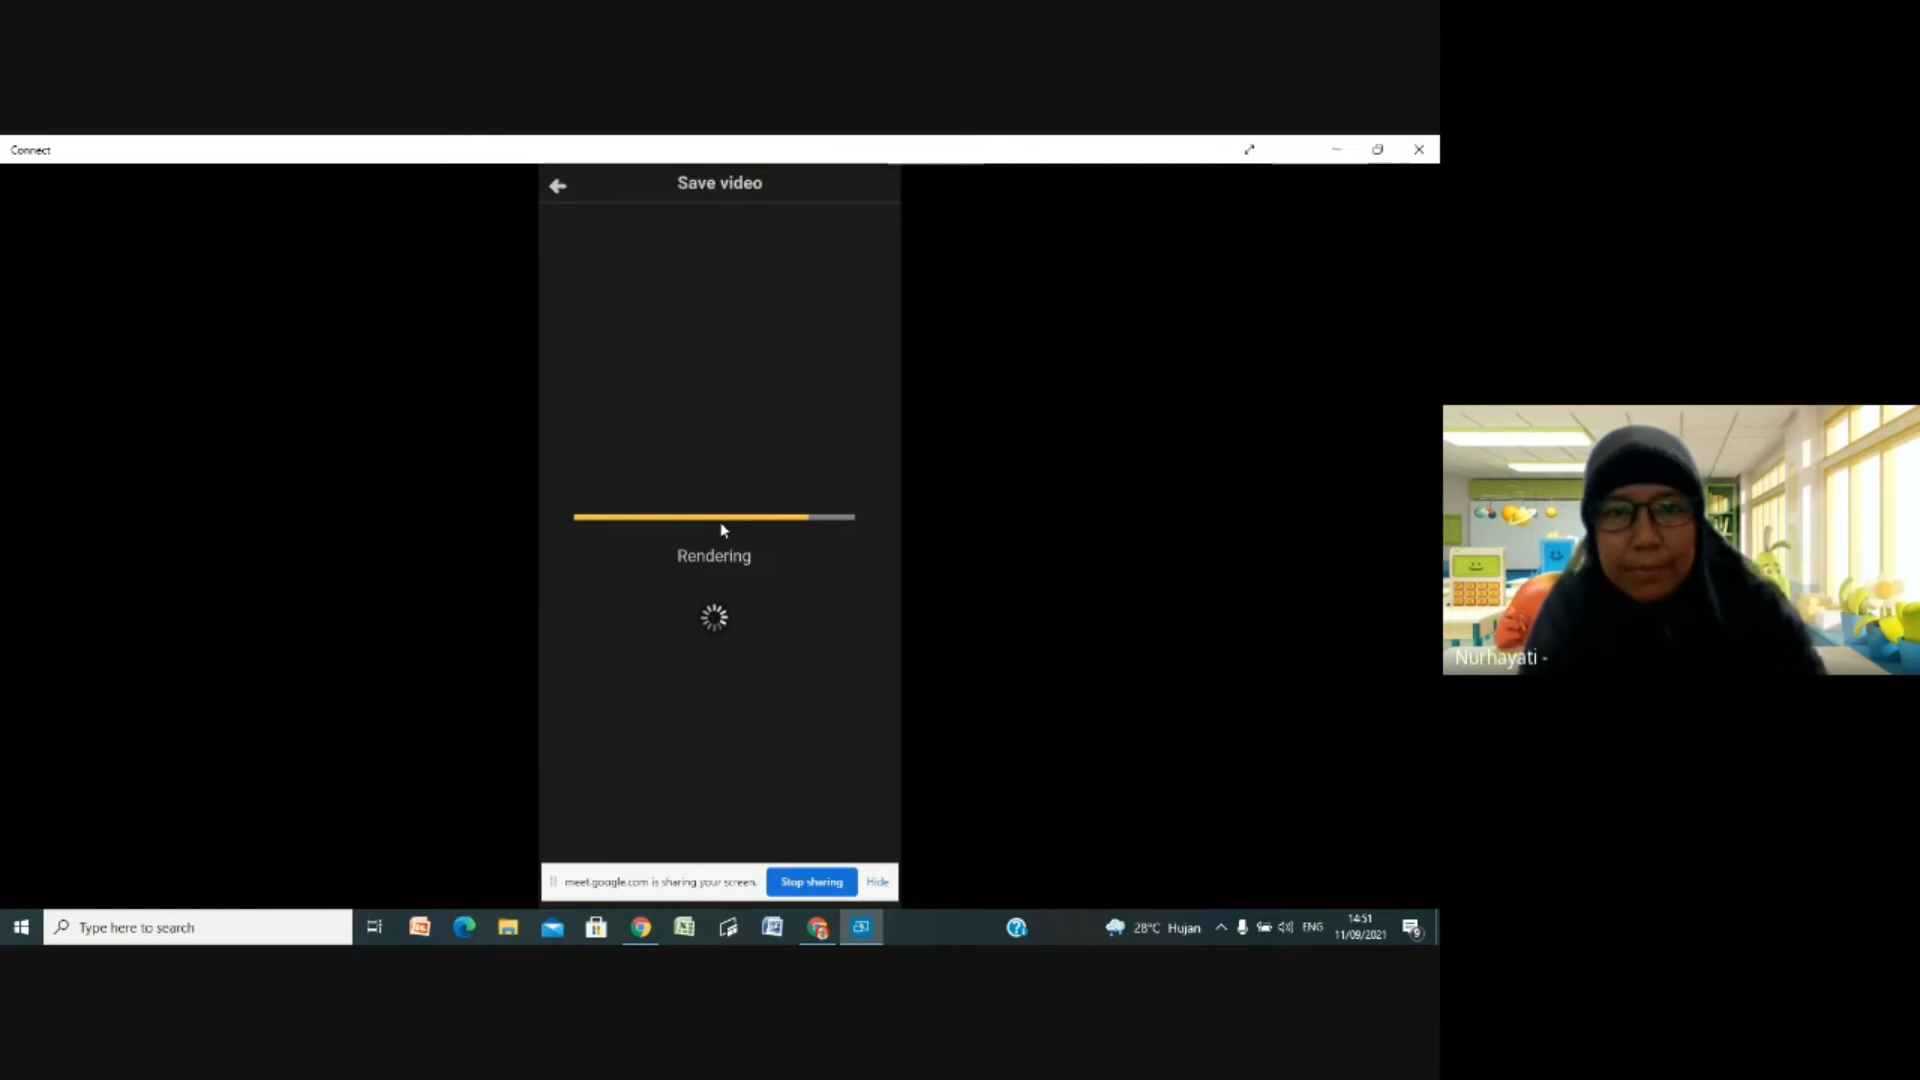 Connect
Save video
Rendering
meet.google.com is sharing your screen. Stop sharing Hide
Nurhayati -
Type here to search
28°C Hujan ENG
14:51
11/09/2021
9